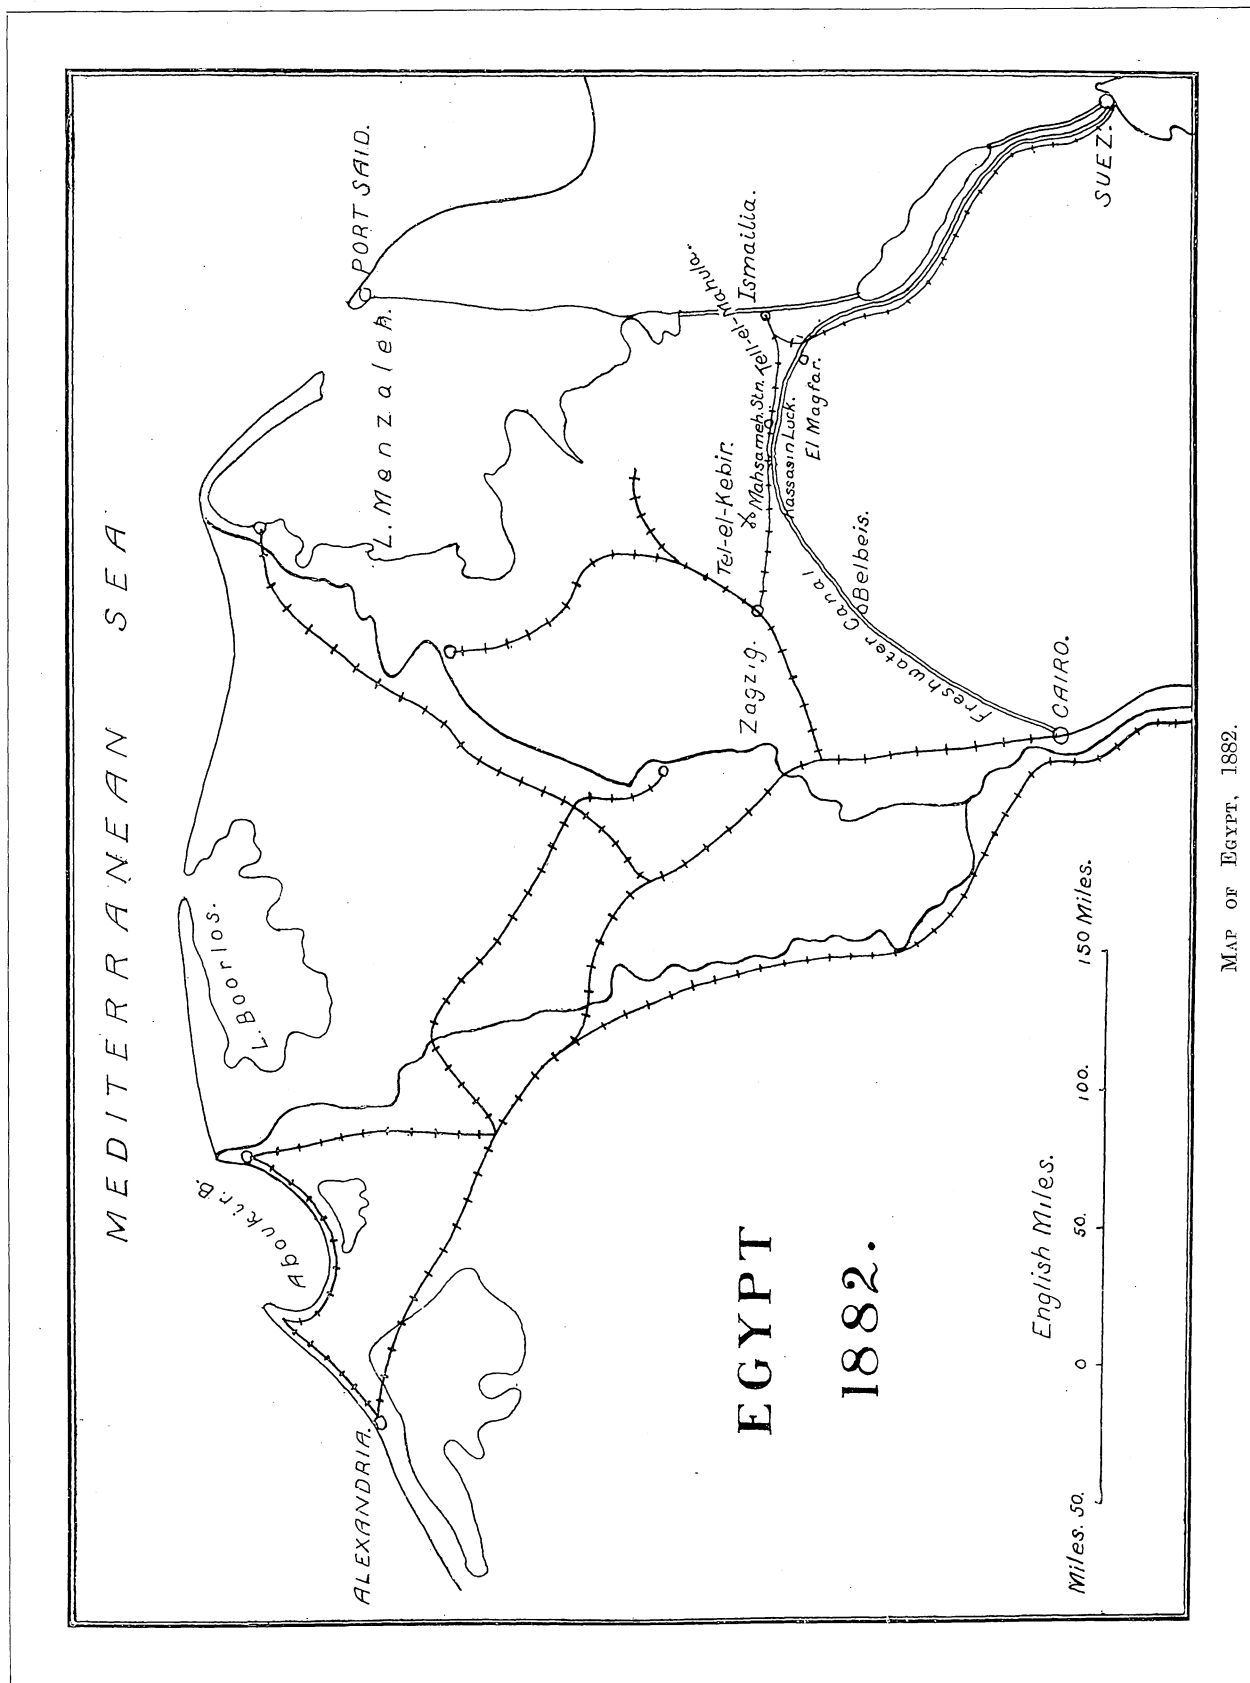 MEDITERRANEAN SEA
PORT SAID.
L. Menzaleh.
L. Boorlos.
Aboukir. B.
ALEXANDRIA.
Tel-el-Kebir.
Mahsameh. Stn.
Tell-el-Mahuta.
Ismailia.
Kassasin Luck.
El Magfar.
Zagzig.
Belbeis.
Freshwater Canal
CAIRO.
SUEZ.
EGYPT
1882.
English Miles.
Miles. 50. 0 50. 100. 150 Miles.
MAP OF EGYPT, 1882.